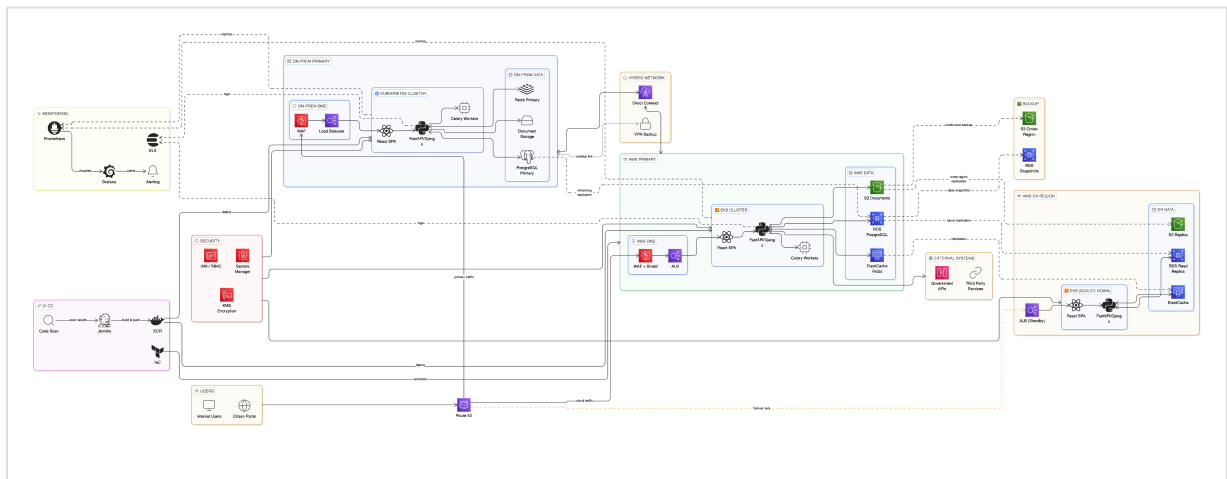 metrics
metrics
ON-PREM PRIMARY
ON-PREM DATA
Redis Primary
Document
Storage
PostgreSQL
Primary
KUBERNETES CLUSTER
Celery Workers
React SPA
FastAPI/Djang
o
ON-PREM DMZ
WAF
Load Balancer
HYBRID NETWORK
Direct Connect
VPN Backup
BACKUP
S3 Cross-
Region
RDS
Snapshots
MONITORING
Prometheus
ELK
Grafana
Alerting
logs
logs
deploy
backup link
streaming
replication
continuous backup
cross-region
replication
daily snapshots
async replication
replication
AWS PRIMARY
AWS DATA
S3 Documents
RDS
PostgreSQL
ElastiCache
Redis
EKS CLUSTER
React SPA
FastAPI/Djang
o
Celery Workers
AWS DMZ
WAF + Shield
ALB
AWS DR REGION
DR DATA
S3 Replica
RDS Read
Replica
ElastiCache
EKS (SCALED DOWN)
React SPA
FastAPI/Djang
o
ALB (Standby)
EXTERNAL SYSTEMS
Government
APIs
Third Party
Services
SECURITY
IAM / RBAC
Secrets
Manager
KMS
Encryption
primary traffic
CI-CD
Code Scan
scan results
Jenkins
build & push
ECR
IaC
deploy
provision
USERS
Internal Users
Citizen Portal
Route 53
cloud traffic
failover only